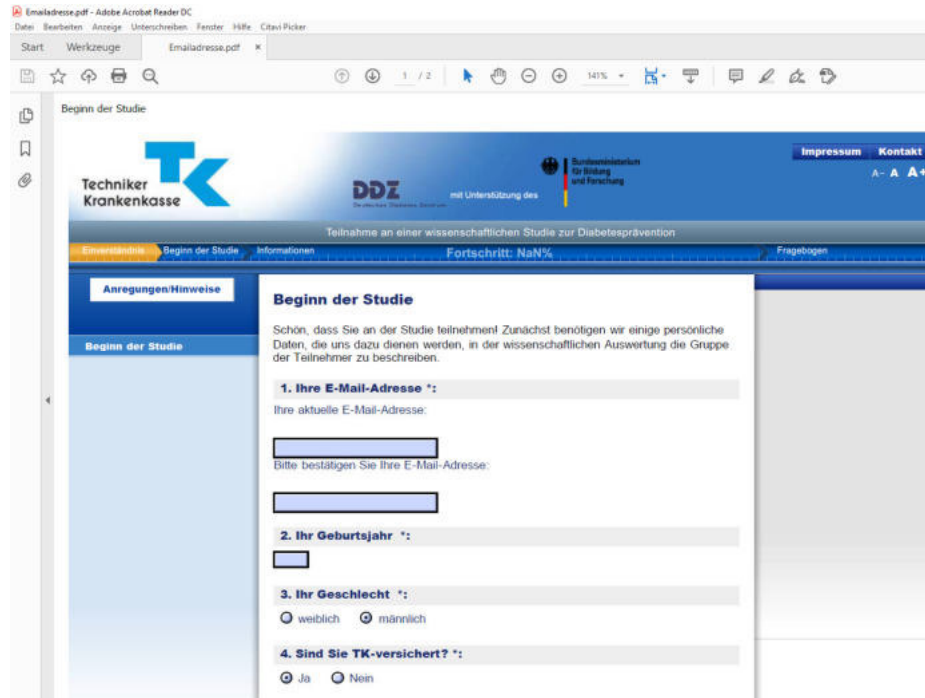 Emailadresse.pdf - Adobe Acrobat Reader DC
Datei Bearbeiten Anzeige Unterschreiben Fenster Hilfe Citavi Picker
Start Werkzeuge Emailadresse.pdf ×
1 / 2 141%
Beginn der Studie
Impressum Kontakt
A- A A+
Techniker
Krankenkasse
TK
DDZ
Deutsches Diabetes Zentrum
mit Unterstützung des
Bundesministerium
für Bildung
und Forschung
Teilnahme an einer wissenschaftlichen Studie zur Diabetesprävention
Einverständnis Beginn der Studie Informationen Fortschritt: NaN% Fragebogen
Anregungen/Hinweise
Beginn der Studie
Beginn der Studie
Schön, dass Sie an der Studie teilnehmen! Zunächst benötigen wir einige persönliche
Daten, die uns dazu dienen werden, in der wissenschaftlichen Auswertung die Gruppe
der Teilnehmer zu beschreiben.
1. Ihre E-Mail-Adresse *:
Ihre aktuelle E-Mail-Adresse:
Bitte bestätigen Sie Ihre E-Mail-Adresse:
2. Ihr Geburtsjahr *:
3. Ihr Geschlecht *:
weiblich männlich
4. Sind Sie TK-versichert? *:
Ja Nein